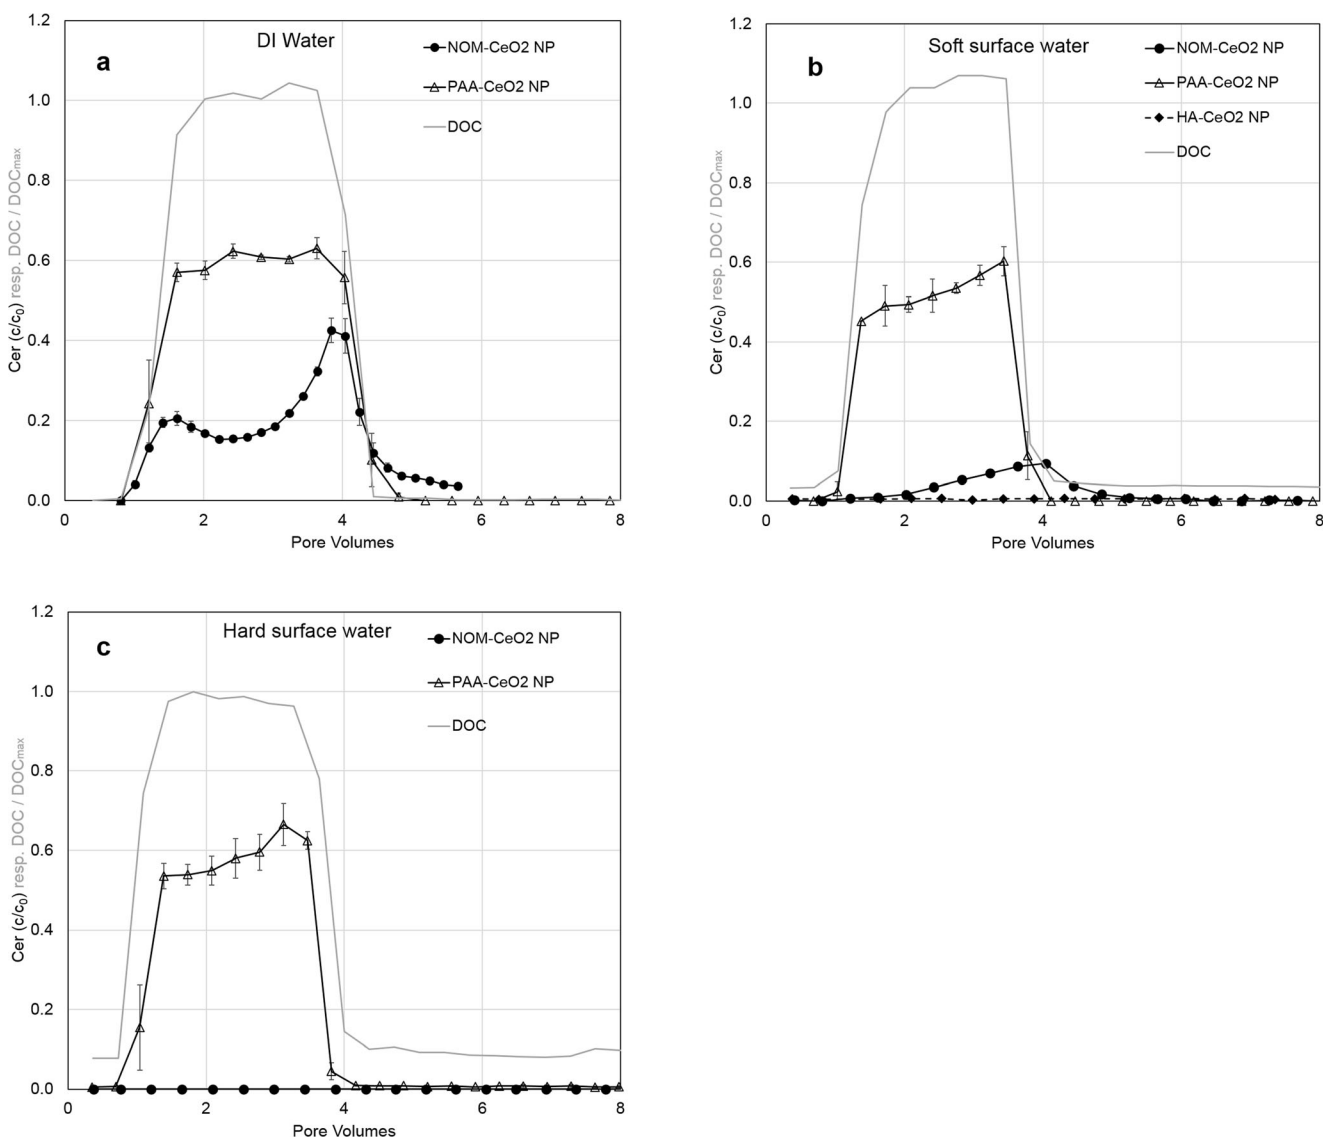 a
DI Water
NOM-CeO2 NP
PAA-CeO2 NP
DOC
Cer (c/c0) resp. DOC / DOCmax
1.2
1.0
0.8
0.6
0.4
0.2
0.0
0 2 4 6 8
Pore Volumes
b
Soft surface water
NOM-CeO2 NP
PAA-CeO2 NP
HA-CeO2 NP
DOC
Cer (c/c0) resp. DOC / DOCmax
1.2
1.0
0.8
0.6
0.4
0.2
0.0
0 2 4 6 8
Pore Volumes
c
Hard surface water
NOM-CeO2 NP
PAA-CeO2 NP
DOC
Cer (c/c0) resp. DOC / DOCmax
1.2
1.0
0.8
0.6
0.4
0.2
0.0
0 2 4 6 8
Pore Volumes